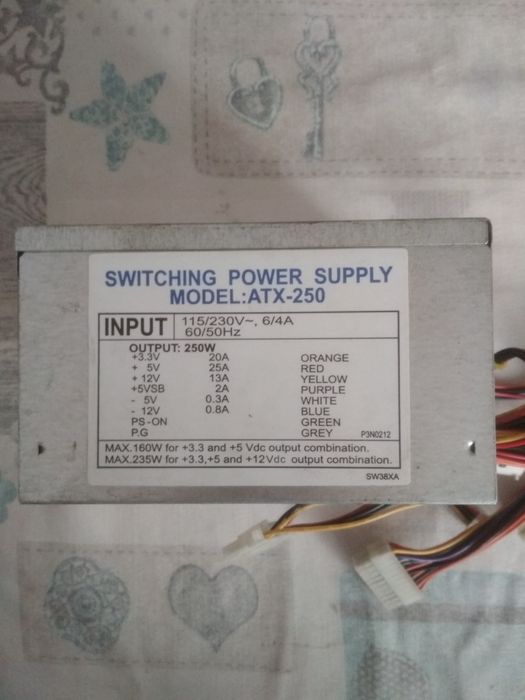 SWITCHING POWER SUPPLY
MODEL:ATX-250
INPUT 115/230V~, 6/4A
60/50Hz
OUTPUT: 250W
+3.3V 20A ORANGE
+ 5V 25A RED
+ 12V 13A YELLOW
+5VSB 2A PURPLE
- 5V 0.3A WHITE
- 12V 0.8A BLUE
PS-ON GREEN
P.G GREY P3N0212
MAX.160W for +3.3 and +5 Vdc output combination.
MAX.235W for +3.3,+5 and +12Vdc output combination.
SW38XA